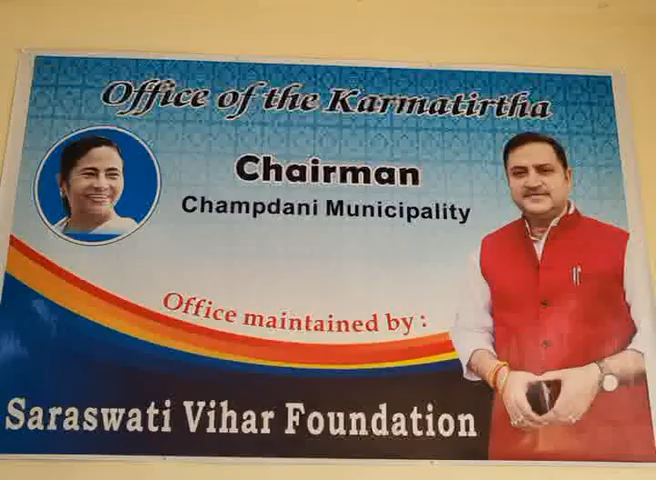 Office of the Karmatirtha
Chairman
Champdani Municipality
Office maintained by :
Saraswati Vihar Foundation